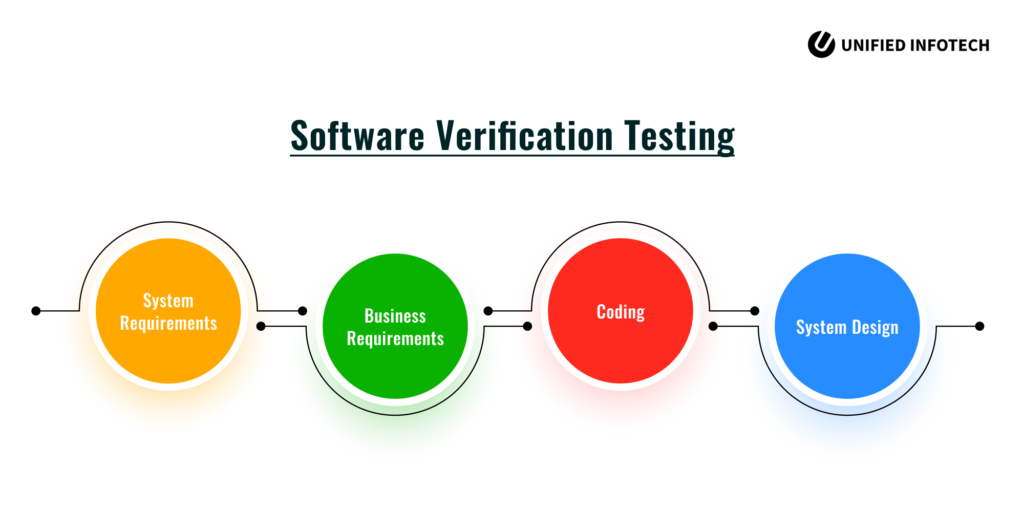 UNIFIED INFOTECH
Software Verification Testing
System
Requirements
Business
Requirements
Coding
System Design